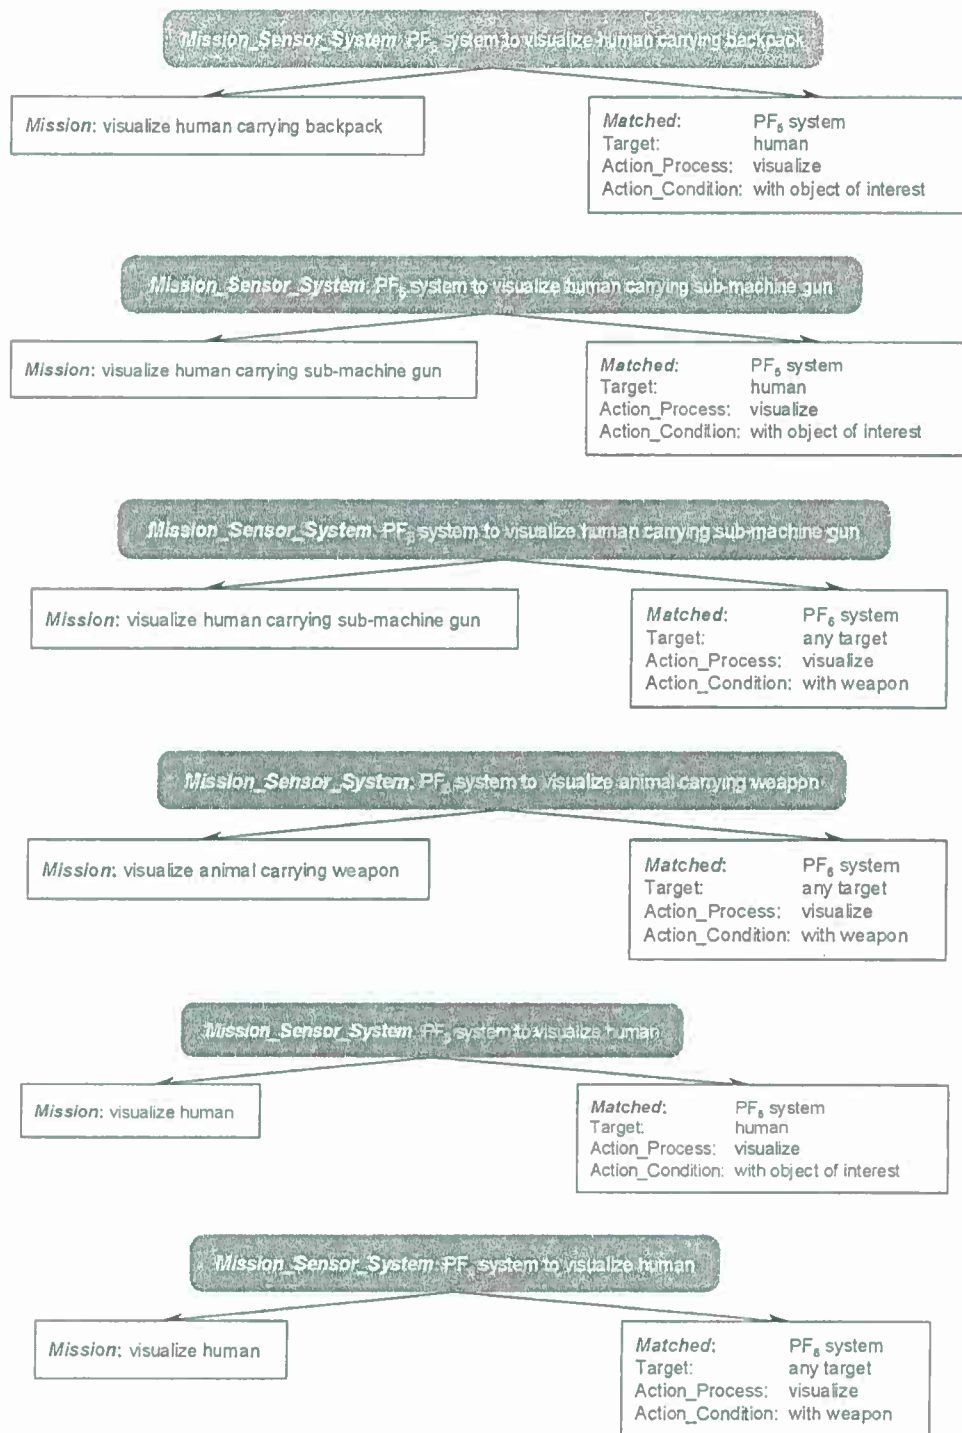 Mission_Sensor_System: PF system to visualize human carrying backpack
Mission: visualize human carrying backpack
Matched: PF₅ system
Target: human
Action_Process: visualize
Action_Condition: with object of interest
Mission_Sensor_System: PF system to visualize human carrying sub-machine gun
Mission: visualize human carrying sub-machine gun
Matched: PF₅ system
Target: human
Action_Process: visualize
Action_Condition: with object of interest
Mission_Sensor_System: PF system to visualize human carrying sub-machine gun
Mission: visualize human carrying sub-machine gun
Matched: PF₆ system
Target: any target
Action_Process: visualize
Action_Condition: with weapon
Mission_Sensor_System: PF system to visualize animal carrying weapon
Mission: visualize animal carrying weapon
Matched: PF₆ system
Target: any target
Action_Process: visualize
Action_Condition: with weapon
Mission_Sensor_System: PF system to visualize human
Mission: visualize human
Matched: PF₅ system
Target: human
Action_Process: visualize
Action_Condition: with object of interest
Mission_Sensor_System: PF system to visualize human
Mission: visualize human
Matched: PF₆ system
Target: any target
Action_Process: visualize
Action_Condition: with weapon